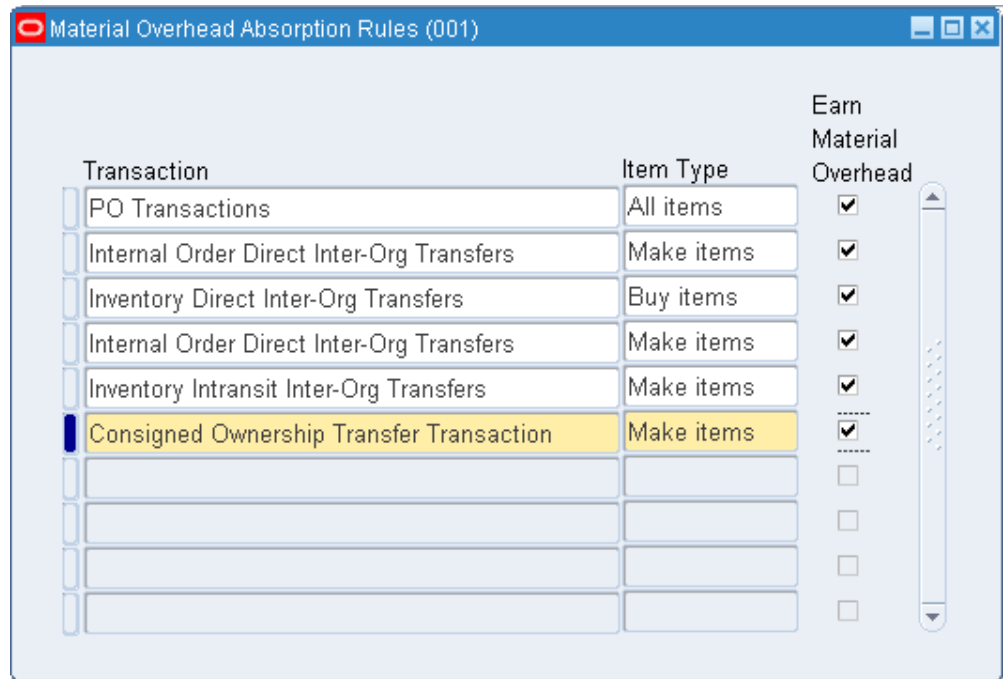 Material Overhead Absorption Rules (001)
Earn
Material
Transaction Item Type Overhead
PO Transactions All items
Internal Order Direct Inter-Org Transfers Make items
Inventory Direct Inter-Org Transfers Buy items
Internal Order Direct Inter-Org Transfers Make items
Inventory Intransit Inter-Org Transfers Make items
Consigned Ownership Transfer Transaction Make items